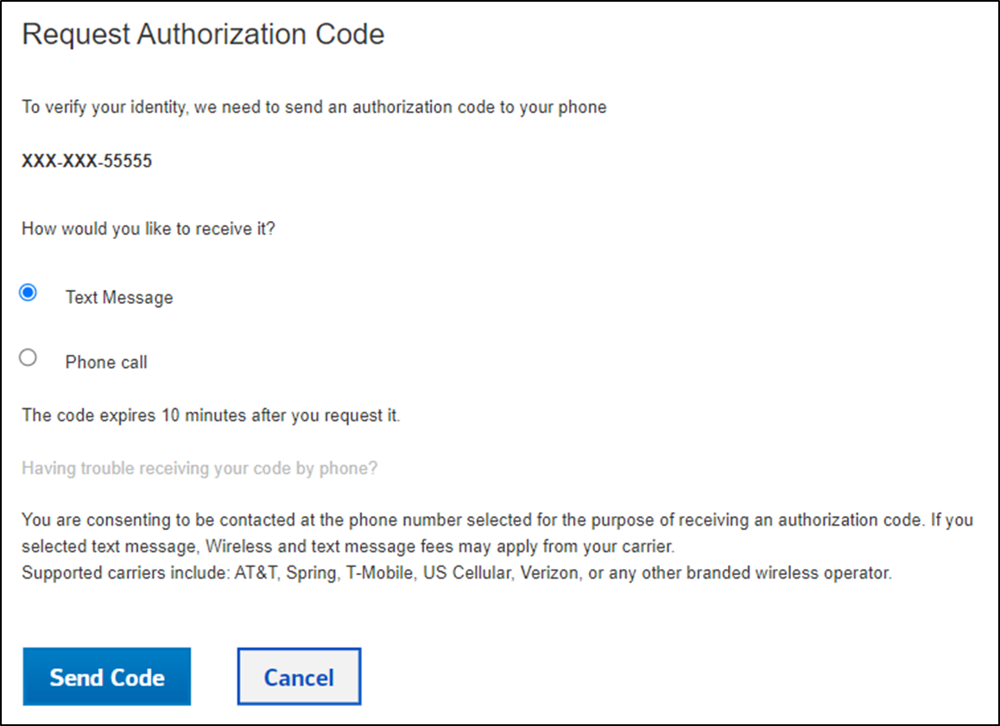 Request Authorization Code
To verify your identity, we need to send an authorization code to your phone
XXX-XXX-55555
How would you like to receive it?
Text Message
Phone call
The code expires 10 minutes after you request it.
Having trouble receiving your code by phone?
You are consenting to be contacted at the phone number selected for the purpose of receiving an authorization code. If you
selected text message, Wireless and text message fees may apply from your carrier.
Supported carriers include: AT&T, Spring, T-Mobile, US Cellular, Verizon, or any other branded wireless operator.
Send Code
Cancel